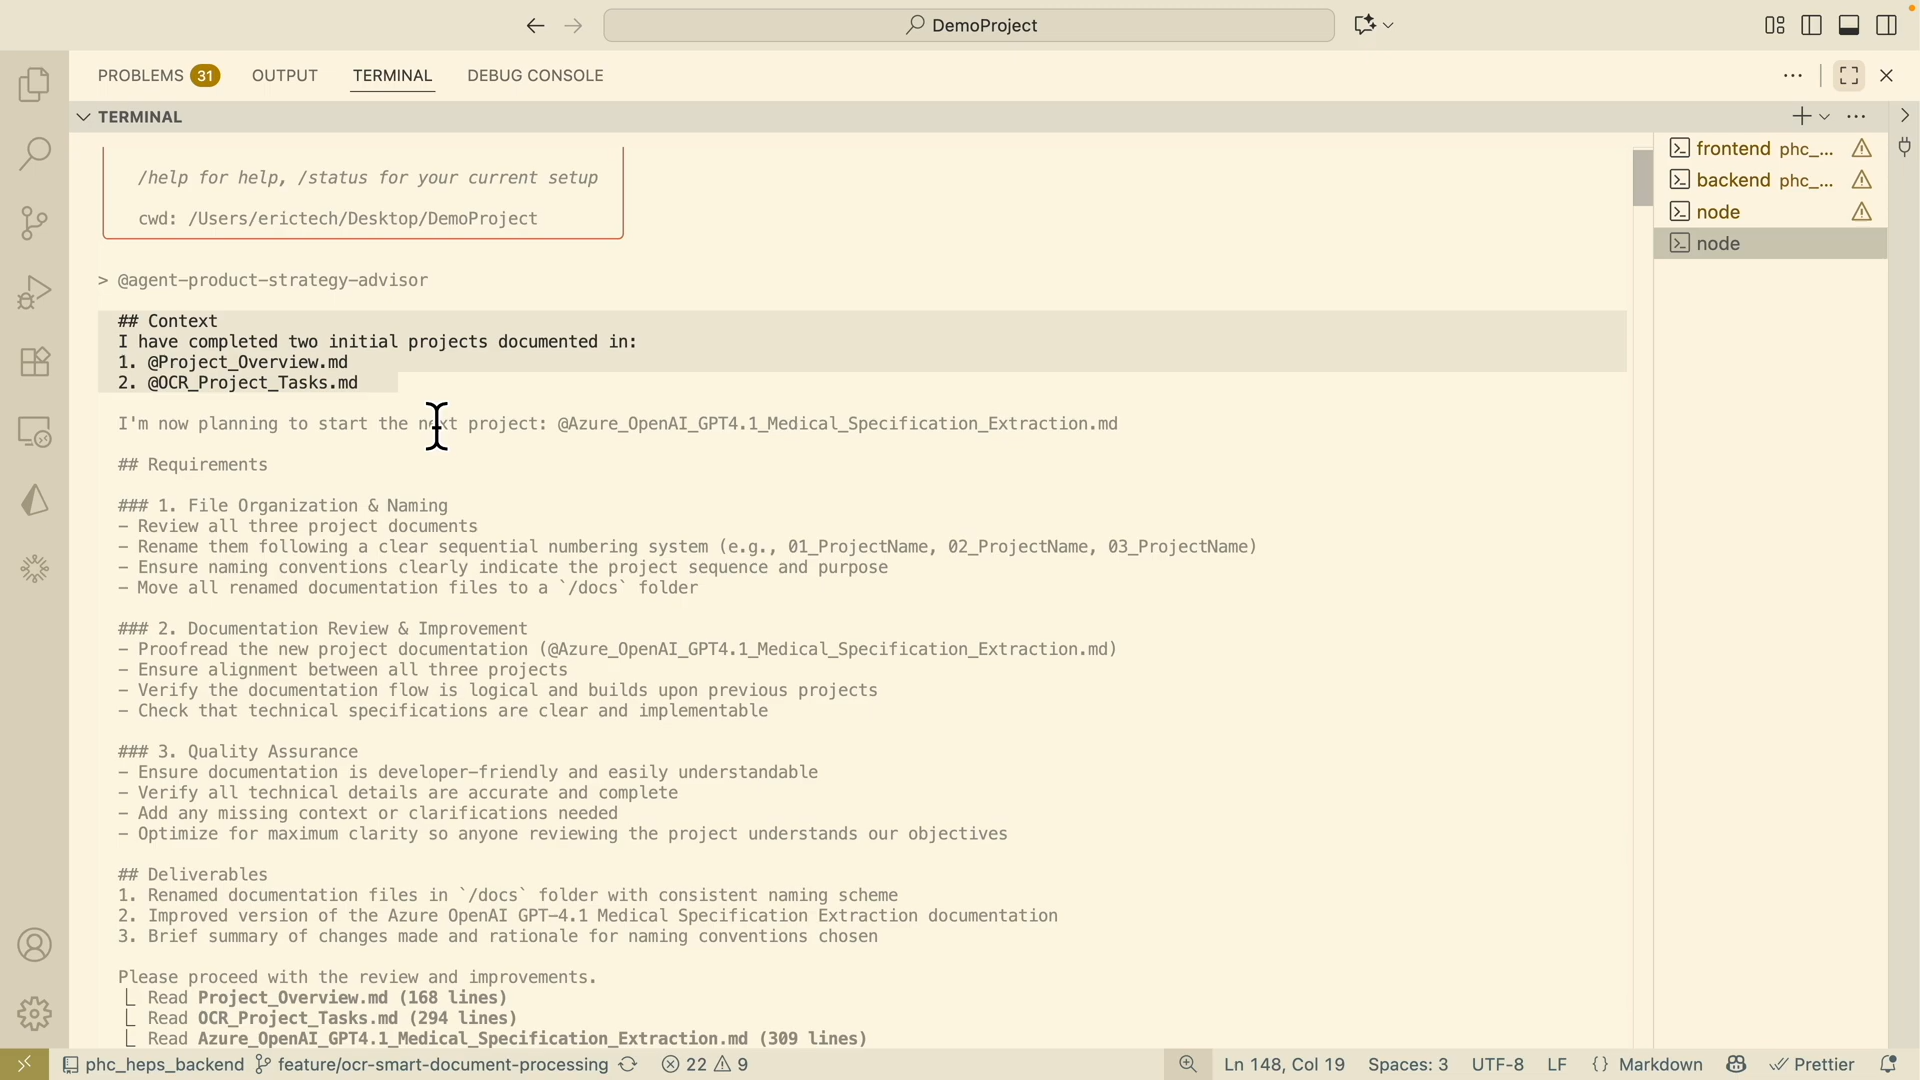 DemoProject
PROBLEMS 31 OUTPUT TERMINAL DEBUG CONSOLE
TERMINAL
/help for help, /status for your current setup
cwd: /Users/erictech/Desktop/DemoProject
> @agent-product-strategy-advisor
## Context
I have completed two initial projects documented in:
1. @Project_Overview.md
2. @OCR_Project_Tasks.md
I'm now planning to start the next project: @Azure_OpenAI_GPT4.1_Medical_Specification_Extraction.md
## Requirements
### 1. File Organization & Naming
– Review all three project documents
– Rename them following a clear sequential numbering system (e.g., 01_ProjectName, 02_ProjectName, 03_ProjectName)
– Ensure naming conventions clearly indicate the project sequence and purpose
– Move all renamed documentation files to a `/docs` folder
### 2. Documentation Review & Improvement
– Proofread the new project documentation (@Azure_OpenAI_GPT4.1_Medical_Specification_Extraction.md)
– Ensure alignment between all three projects
– Verify the documentation flow is logical and builds upon previous projects
– Check that technical specifications are clear and implementable
### 3. Quality Assurance
– Ensure documentation is developer-friendly and easily understandable
– Verify all technical details are accurate and complete
– Add any missing context or clarifications needed
– Optimize for maximum clarity so anyone reviewing the project understands our objectives
## Deliverables
1. Renamed documentation files in `/docs` folder with consistent naming scheme
2. Improved version of the Azure OpenAI GPT-4.1 Medical Specification Extraction documentation
3. Brief summary of changes made and rationale for naming conventions chosen
Please proceed with the review and improvements.
Read Project_Overview.md (168 lines)
Read OCR_Project_Tasks.md (294 lines)
Read Azure_OpenAI_GPT4.1_Medical_Specification_Extraction.md (309 lines)
frontend phc_...
backend phc_...
node
node
phc_heps_backend feature/ocr-smart-document-processing 22 9 Ln 148, Col 19 Spaces: 3 UTF-8 LF {} Markdown Prettier